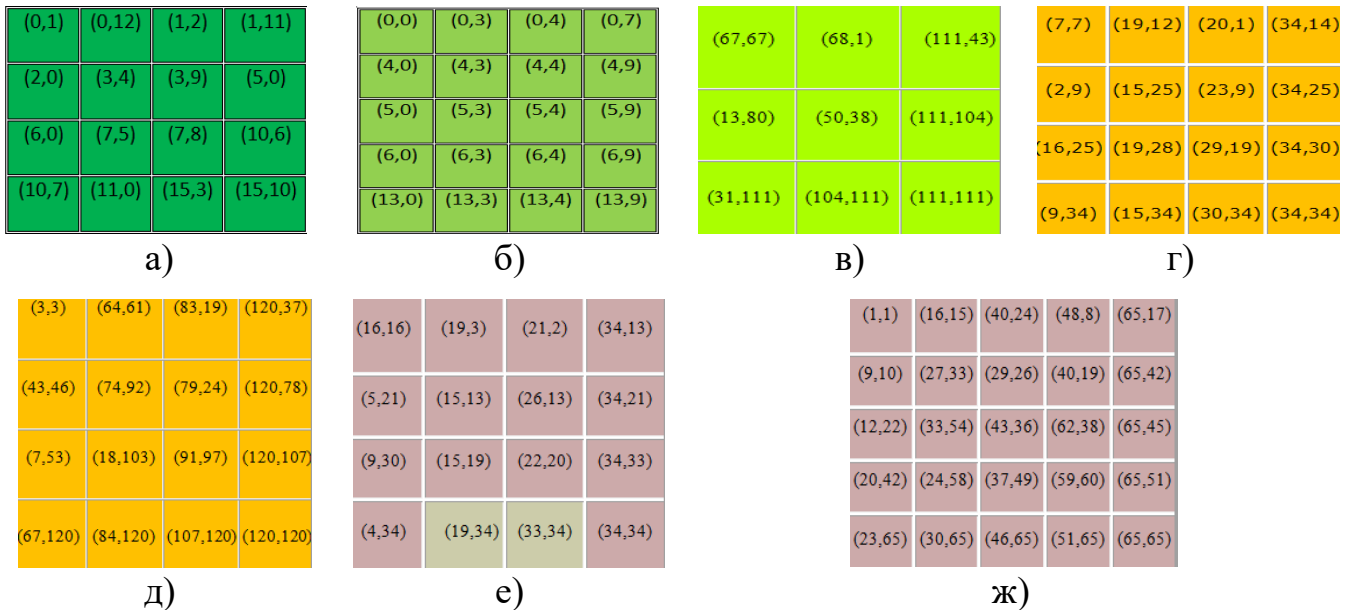 (0,1) (0,12) (1,2) (1,11)
(2,0) (3,4) (3,9) (5,0)
(6,0) (7,5) (7,8) (10,6)
(10,7) (11,0) (15,3) (15,10)
а)
(0,0) (0,3) (0,4) (0,7)
(4,0) (4,3) (4,4) (4,9)
(5,0) (5,3) (5,4) (5,9)
(6,0) (6,3) (6,4) (6,9)
(13,0) (13,3) (13,4) (13,9)
б)
(67,67) (68,1) (111,43)
(13,80) (50,38) (111,104)
(31,111) (104,111) (111,111)
в)
(7,7) (19,12) (20,1) (34,14)
(2,9) (15,25) (23,9) (34,25)
(16,25) (19,28) (29,19) (34,30)
(9,34) (15,34) (30,34) (34,34)
г)
(3,3) (64,61) (83,19) (120,37)
(43,46) (74,92) (79,24) (120,78)
(7,53) (18,103) (91,97) (120,107)
(67,120) (84,120) (107,120) (120,120)
д)
(16,16) (19,3) (21,2) (34,13)
(5,21) (15,13) (26,13) (34,21)
(9,30) (15,19) (22,20) (34,33)
(4,34) (19,34) (33,34) (34,34)
е)
(1,1) (16,15) (40,24) (48,8) (65,17)
(9,10) (27,33) (29,26) (40,19) (65,42)
(12,22) (33,54) (43,36) (62,38) (65,45)
(20,42) (24,58) (37,49) (59,60) (65,51)
(23,65) (30,65) (46,65) (51,65) (65,65)
ж)